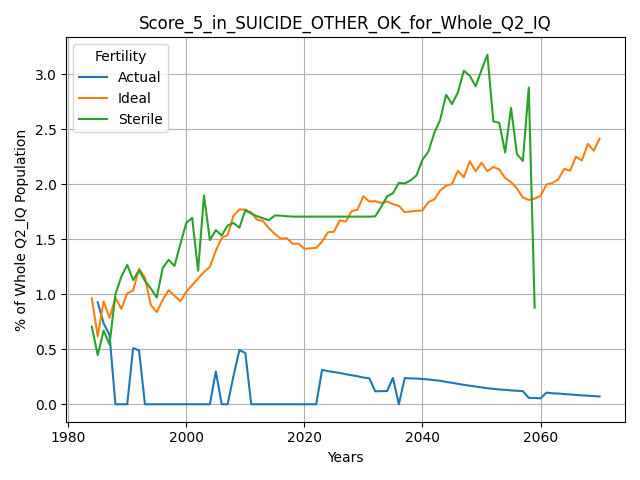 Score_5_in_SUICIDE_OTHER_OK_for_Whole_Q2_IQ
Fertility
Actual
Ideal
Sterile
% of Whole Q2_IQ Population
3.0
2.5
2.0
1.5
1.0
0.5
0.0
1980
2000
2020
2040
2060
Years